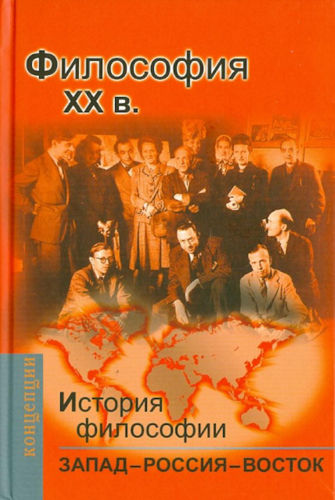 Философия
XX в.
концепции
История
философии
ЗАПАД–РОССИЯ–ВОСТОК